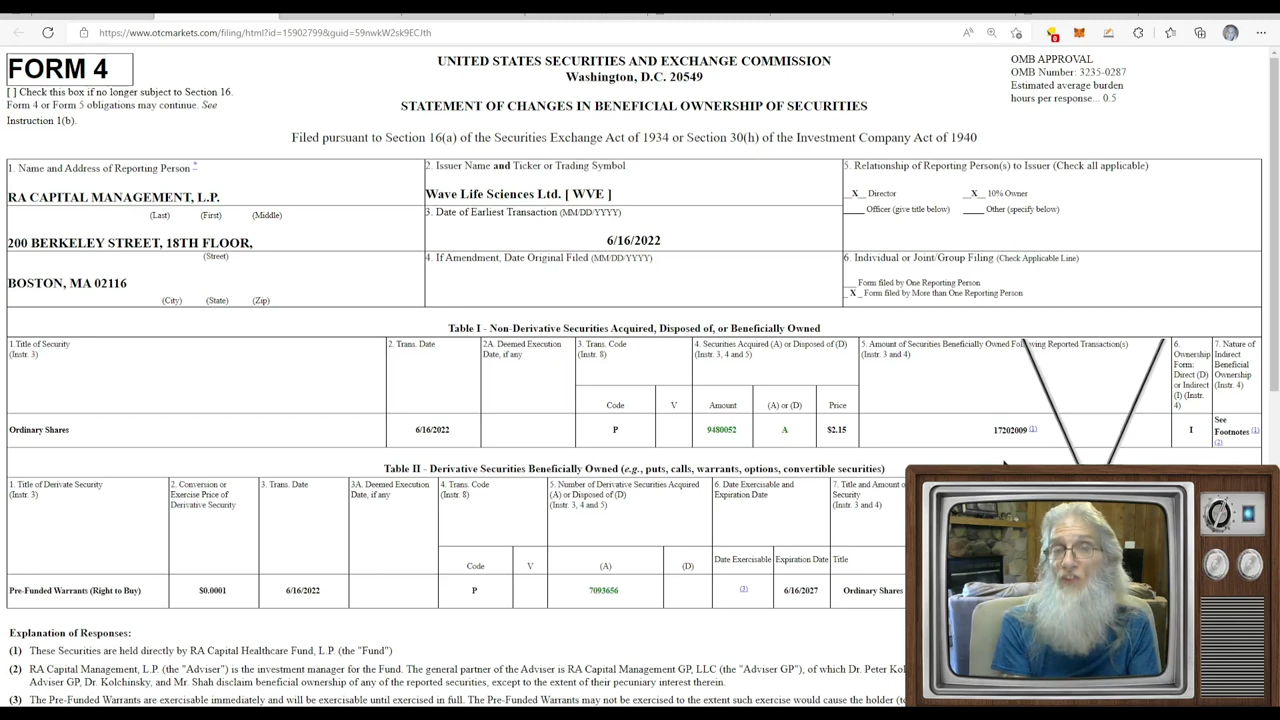 https://www.otcmarkets.com/filing/html?id=15902799&guid=59nwkW2sk9ECJth
FORM 4
[ ] Check this box if no longer subject to Section 16. Form 4 or Form 5 obligations may continue. See Instruction 1(b).
UNITED STATES SECURITIES AND EXCHANGE COMMISSION
Washington, D.C. 20549
STATEMENT OF CHANGES IN BENEFICIAL OWNERSHIP OF SECURITIES
OMB APPROVAL
OMB Number: 3235-0287
Estimated average burden
hours per response... 0.5
Filed pursuant to Section 16(a) of the Securities Exchange Act of 1934 or Section 30(h) of the Investment Company Act of 1940
1. Name and Address of Reporting Person *
RA CAPITAL MANAGEMENT, L.P.
(Last) (First) (Middle)
200 BERKELEY STREET, 18TH FLOOR,
(Street)
BOSTON, MA 02116
(City) (State) (Zip)
2. Issuer Name and Ticker or Trading Symbol
Wave Life Sciences Ltd. [ WVE ]
3. Date of Earliest Transaction (MM/DD/YYYY)
6/16/2022
4. If Amendment, Date Original Filed (MM/DD/YYYY)
5. Relationship of Reporting Person(s) to Issuer (Check all applicable)
__X__ Director __X__ 10% Owner
_____ Officer (give title below) _____ Other (specify below)
6. Individual or Joint/Group Filing (Check Applicable Line)
___ Form filed by One Reporting Person
_X_ Form filed by More than One Reporting Person
Table I - Non-Derivative Securities Acquired, Disposed of, or Beneficially Owned
1.Title of Security
(Instr. 3)
2. Trans. Date
2A. Deemed Execution Date, if any
3. Trans. Code
(Instr. 8)
4. Securities Acquired (A) or Disposed of (D)
(Instr. 3, 4 and 5)
5. Amount of Securities Beneficially Owned Following Reported Transaction(s)
(Instr. 3 and 4)
6. Ownership Form: Direct (D) or Indirect (I) (Instr. 4)
7. Nature of Indirect Beneficial Ownership (Instr. 4)
Code V Amount (A) or (D) Price
Ordinary Shares 6/16/2022 P 9480052 A $2.15 17202009 (1) I See Footnotes (1) (2)
Table II - Derivative Securities Beneficially Owned (e.g., puts, calls, warrants, options, convertible securities)
1. Title of Derivate Security
(Instr. 3)
2. Conversion or Exercise Price of Derivative Security
3. Trans. Date
3A. Deemed Execution Date, if any
4. Trans. Code
(Instr. 8)
5. Number of Derivative Securities Acquired (A) or Disposed of (D)
(Instr. 3, 4 and 5)
6. Date Exercisable and Expiration Date
7. Title and Amount o
Security
(Instr. 3 and 4)
Code V (A) (D) Date Exercisable Expiration Date Title
Pre-Funded Warrants (Right to Buy) $0.0001 6/16/2022 P 7093656 (3) 6/16/2027 Ordinary Shares
Explanation of Responses:
(1) These Securities are held directly by RA Capital Healthcare Fund, L.P. (the "Fund")
(2) RA Capital Management, L.P. (the "Adviser") is the investment manager for the Fund. The general partner of the Adviser is RA Capital Management GP, LLC (the "Adviser GP"), of which Dr. Peter Kol
Adviser GP, Dr. Kolchinsky, and Mr. Shah disclaim beneficial ownership of any of the reported securities, except to the extent of their pecuniary interest therein.
(3) The Pre-Funded Warrants are exercisable immediately and will be exercisable until exercised in full. The Pre-Funded Warrants may not be exercised to the extent such exercise would cause the holder (to